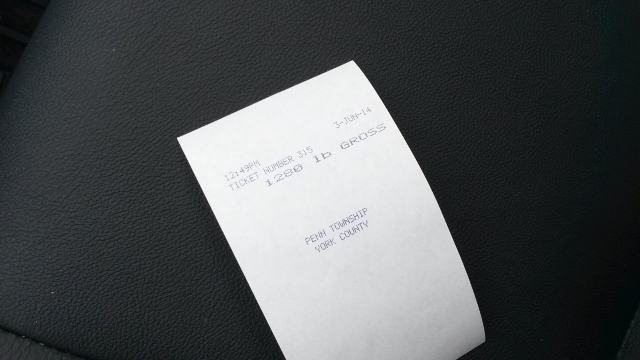 12:49PM 3-JUN-14
TICKET NUMBER 315
1280 lb GROSS
PENN TOWNSHIP
YORK COUNTY